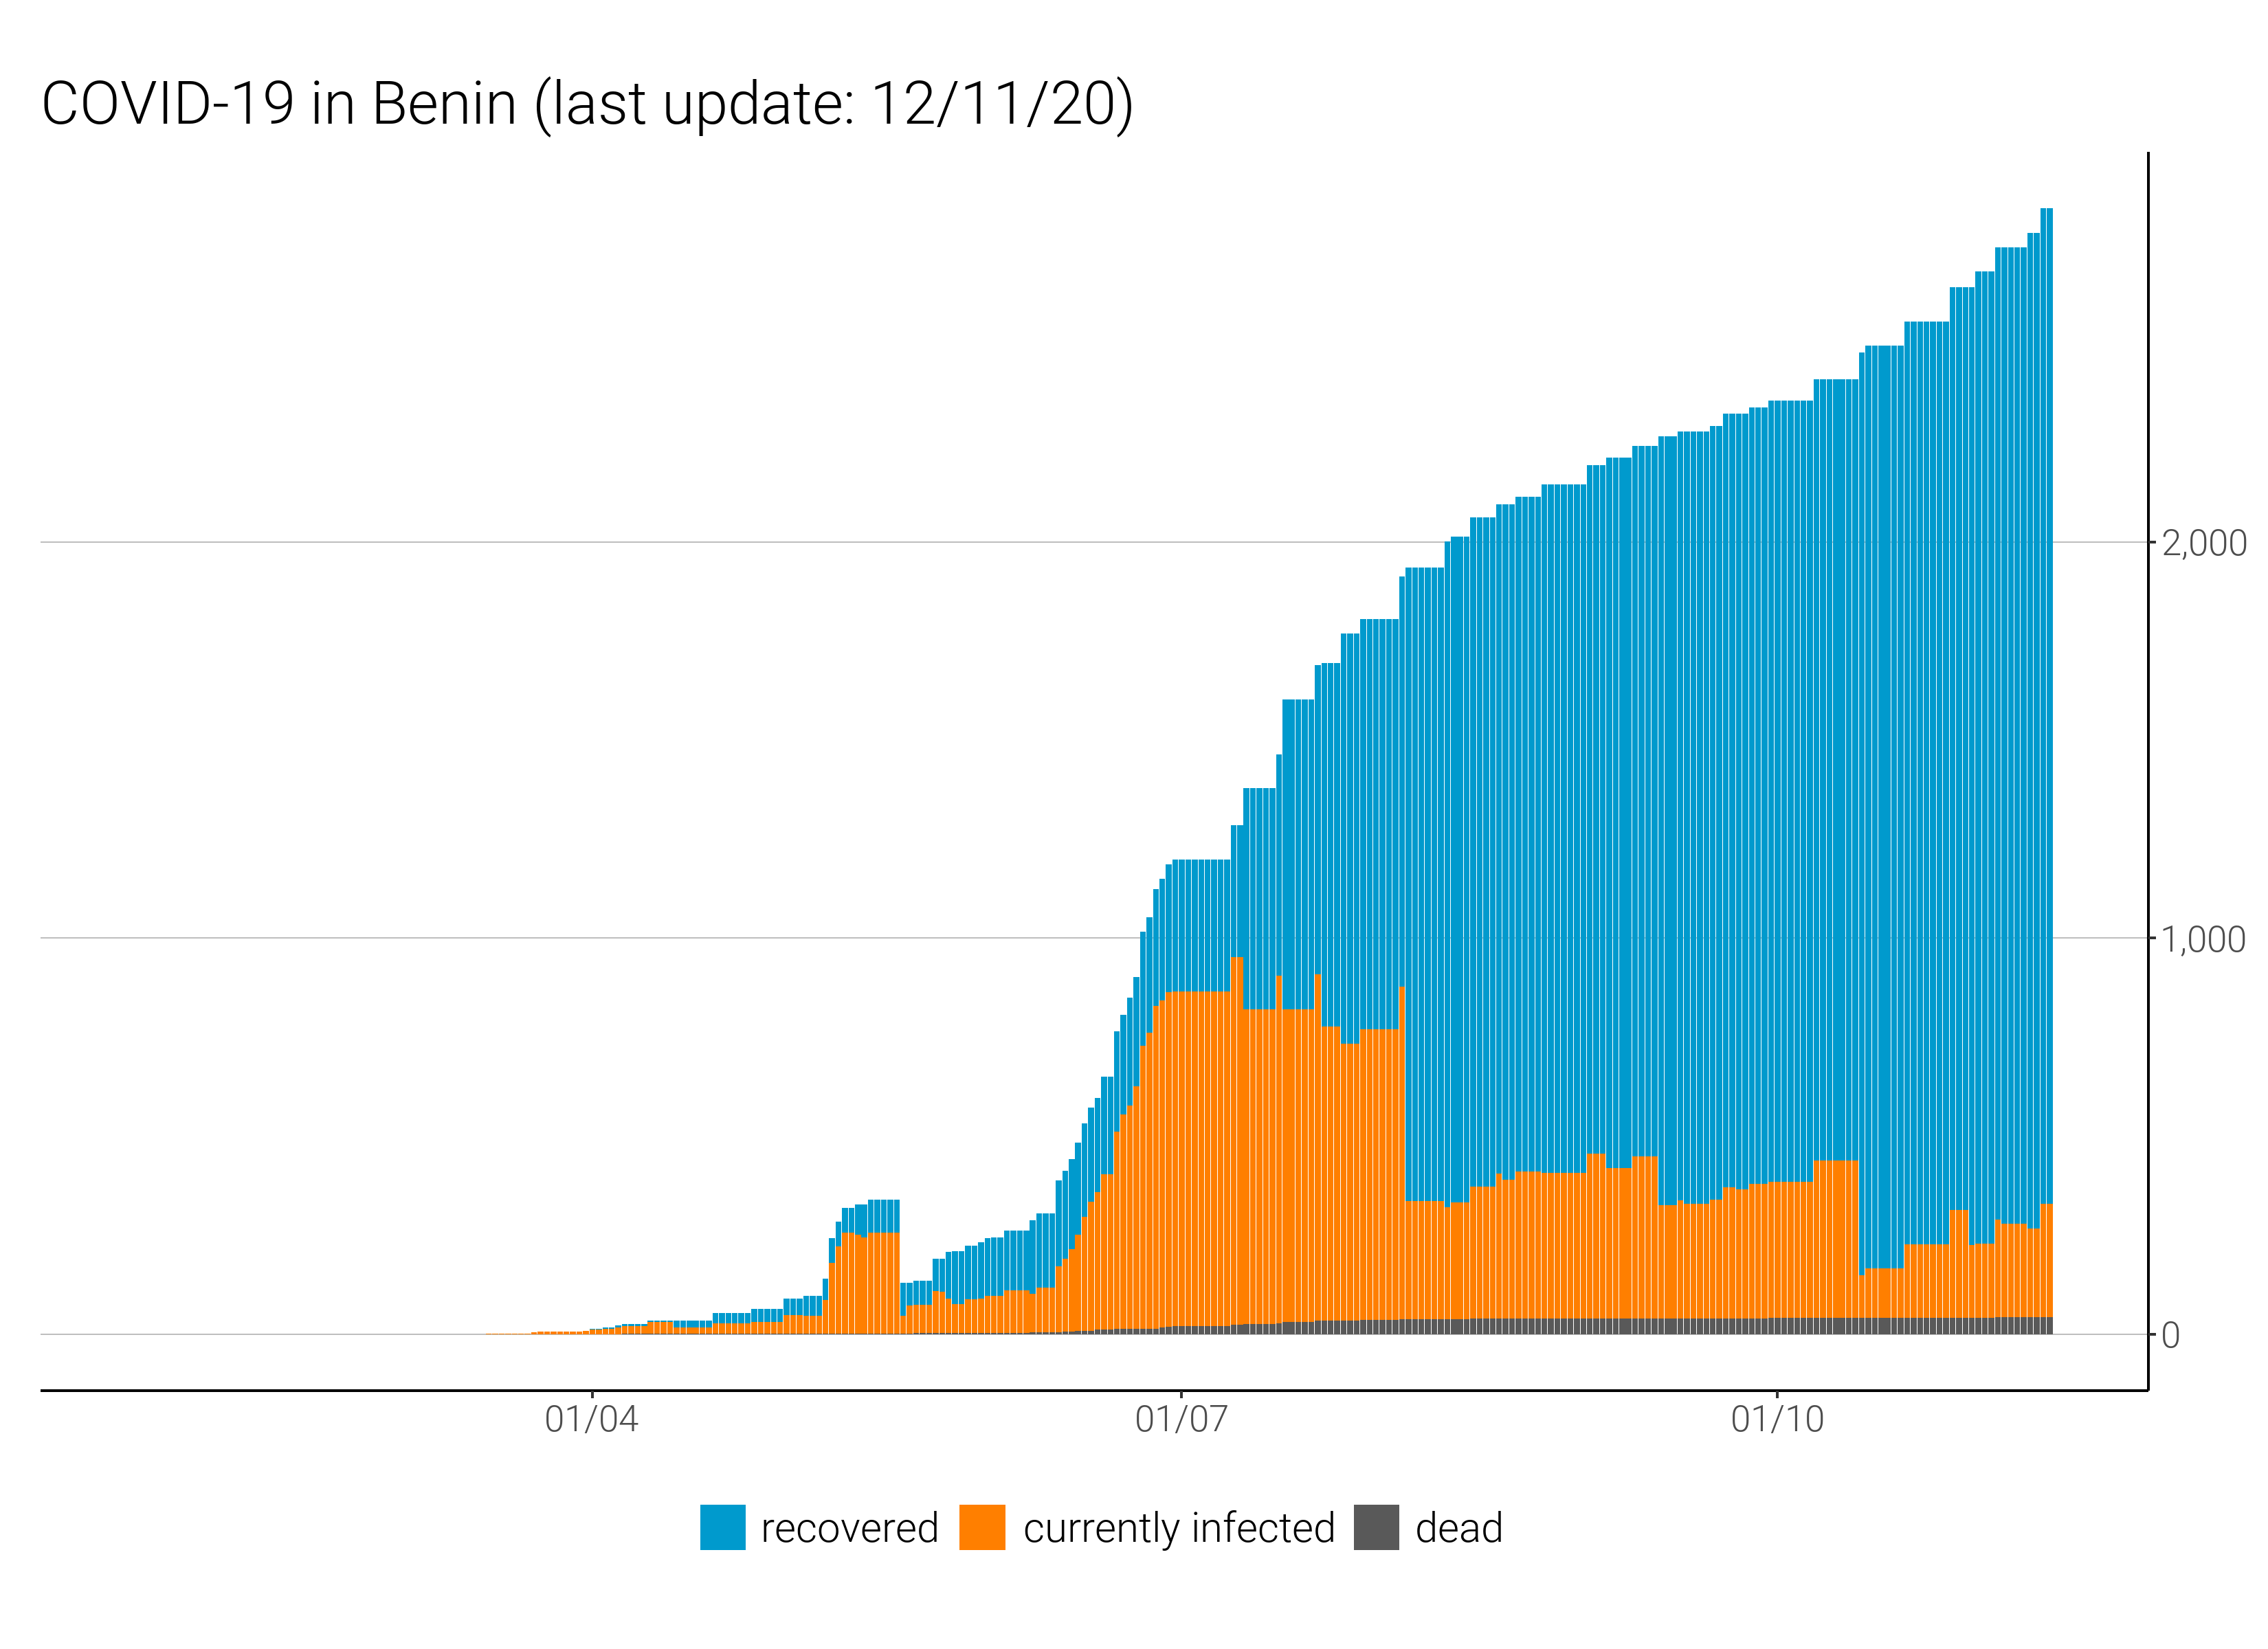 COVID-19 in Benin (last update: 12/11/20)
2,000
1,000
0
01/04 01/07 01/10
recovered currently infected dead